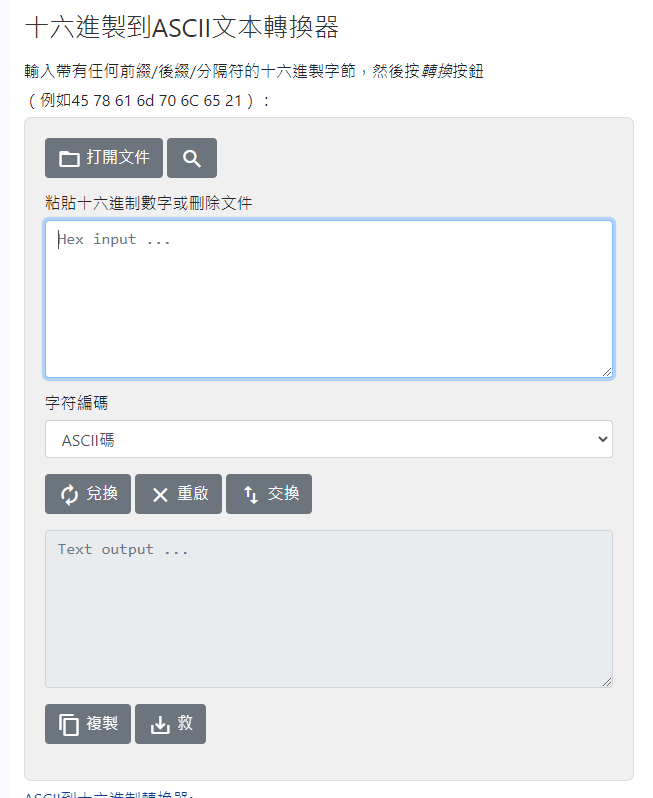 十六進製到ASCII文本轉換器
輸入帶有任何前綴/後綴/分隔符的十六進製字節，然後按轉換按鈕
（例如45 78 61 6d 70 6C 65 21）：
打開文件
粘貼十六進制數字或刪除文件
Hex input ...
字符編碼
ASCII碼
兌換 重啟 交換
Text output ...
複製 救
ASCII到十六進制轉換器: